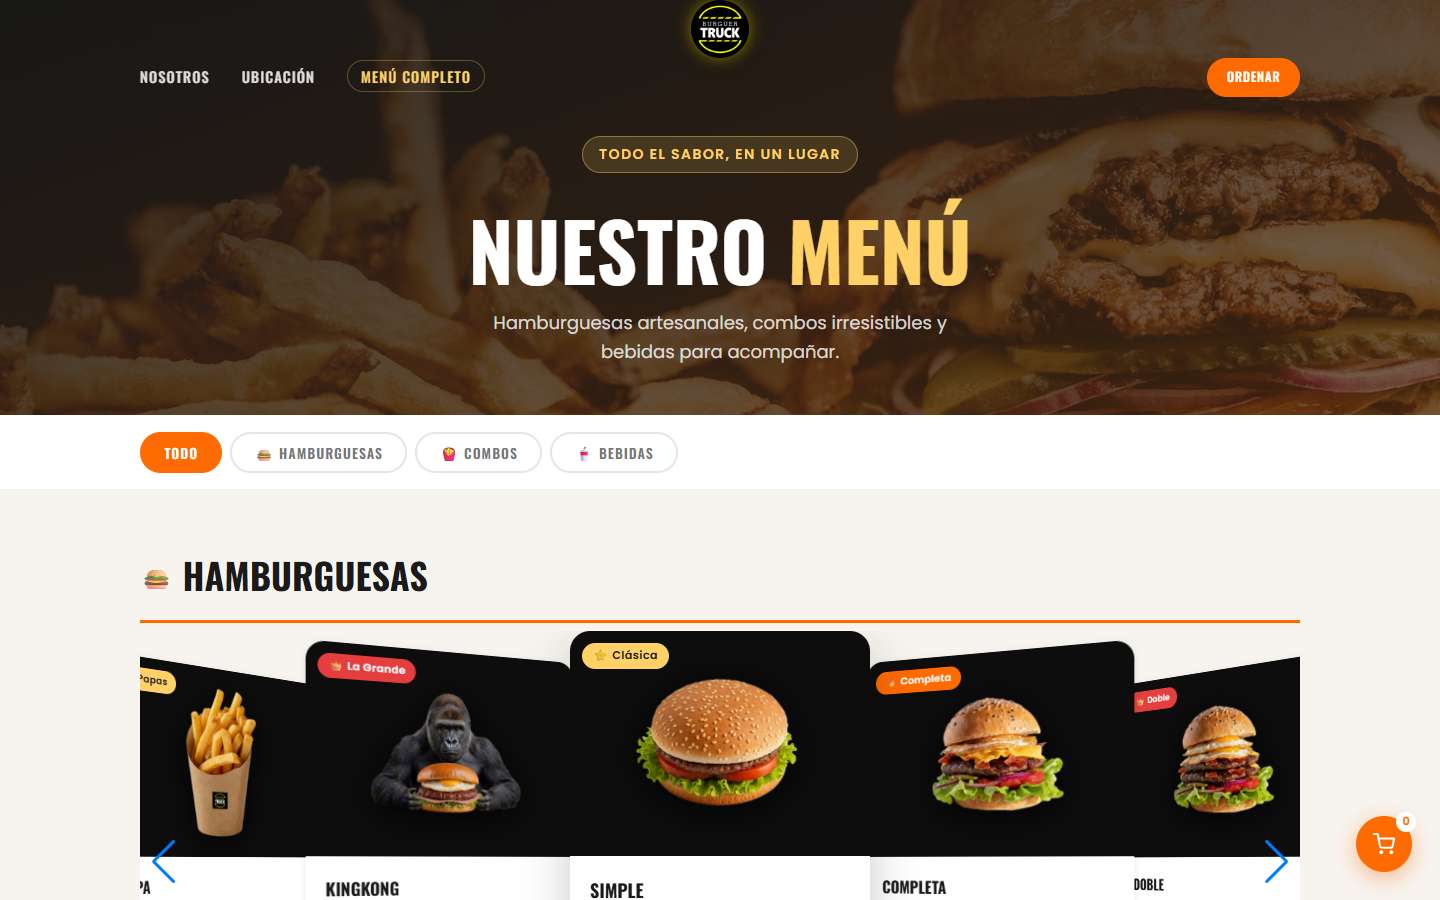 BURGUER
TRUCK
NOSOTROS
UBICACIÓN
MENÚ COMPLETO
ORDENAR
TODO EL SABOR, EN UN LUGAR
NUESTRO MENÚ
Hamburguesas artesanales, combos irresistibles y
bebidas para acompañar.
TODO
HAMBURGUESAS
COMBOS
BEBIDAS
HAMBURGUESAS
Papas
La Grande
Clásica
Completa
Doble
0
PA
KINGKONG
SIMPLE
COMPLETA
DOBLE